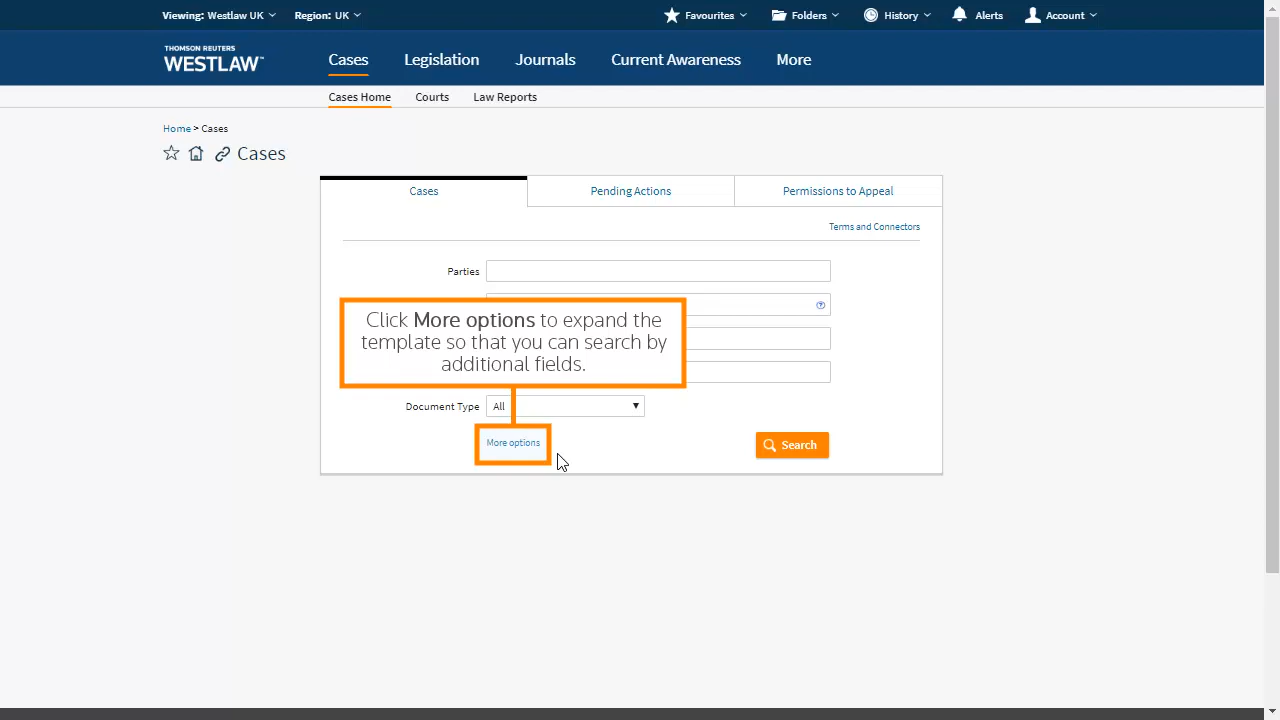 Viewing: Westlaw UK Region: UK Favourites Folders History Alerts Account
THOMSON REUTERS
WESTLAW™
Cases Legislation Journals Current Awareness More
Cases Home Courts Law Reports
Home > Cases
Cases
Cases Pending Actions Permissions to Appeal
Terms and Connectors
Parties
Click More options to expand the
template so that you can search by
additional fields.
Document Type All
More options
Search